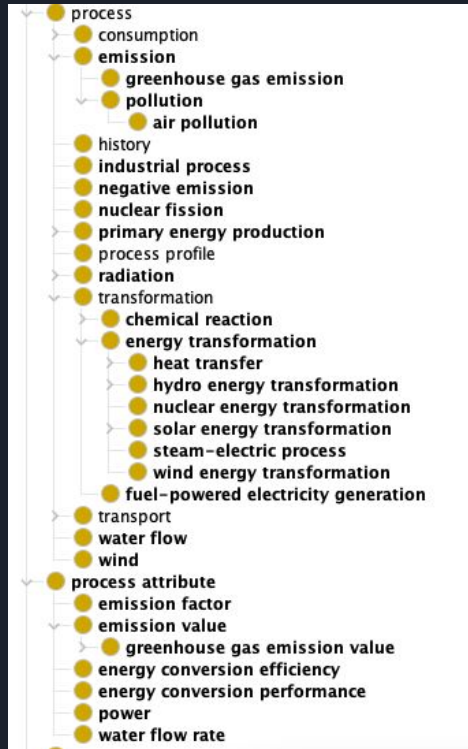 process
consumption
emission
greenhouse gas emission
pollution
air pollution
history
industrial process
negative emission
nuclear fission
primary energy production
process profile
radiation
transformation
chemical reaction
energy transformation
heat transfer
hydro energy transformation
nuclear energy transformation
solar energy transformation
steam-electric process
wind energy transformation
fuel-powered electricity generation
transport
water flow
wind
process attribute
emission factor
emission value
greenhouse gas emission value
energy conversion efficiency
energy conversion performance
power
water flow rate